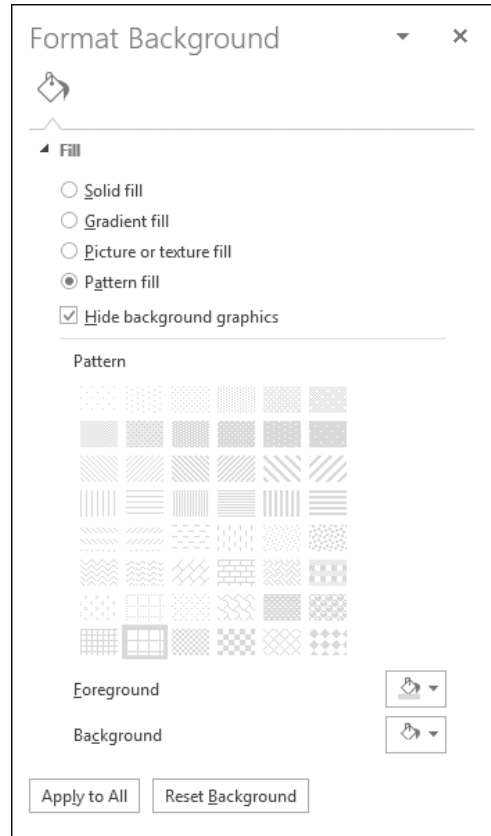 Format Background
Fill
Solid fill
Gradient fill
Picture or texture fill
Pattern fill
Hide background graphics
Pattern
Foreground
Background
Apply to All Reset Background